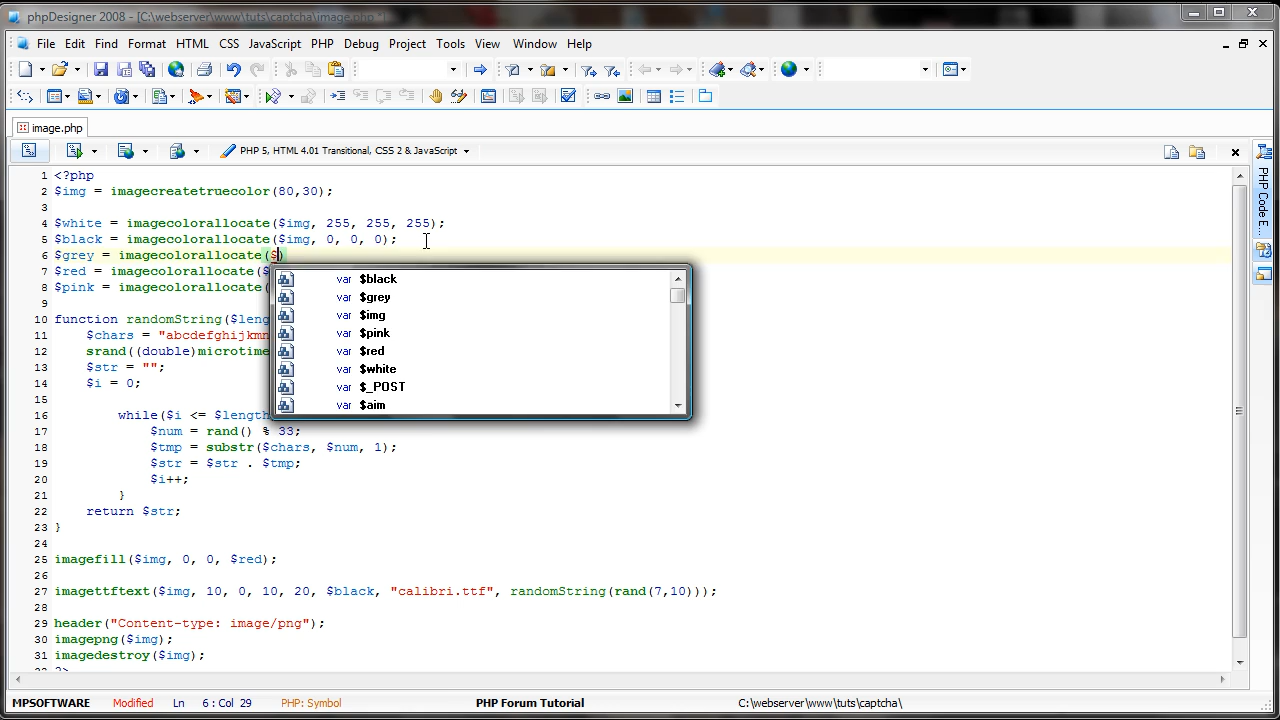 phpDesigner 2008 - [C:\webserver\www\tuts\captcha\image.php *]
File Edit Find Format HTML CSS JavaScript PHP Debug Project Tools View Window Help
image.php
PHP 5, HTML 4.01 Transitional, CSS 2 & JavaScript
1 <?php
2 $img = imagecreatetruecolor(80,30);
3
4 $white = imagecolorallocate($img, 255, 255, 255);
5 $black = imagecolorallocate($img, 0, 0, 0);
6 $grey = imagecolorallocate($)
7 $red = imagecolorallocate($
8 $pink = imagecolorallocate(
9
10 function randomString($leng
11 $chars = "abcdefghijkmn
12 srand((double)microtime
13 $str = "";
14 $i = 0;
15
16 while($i <= $length
17 $num = rand() % 33;
18 $tmp = substr($chars, $num, 1);
19 $str = $str . $tmp;
20 $i++;
21 }
22 return $str;
23 }
24
25 imagefill($img, 0, 0, $red);
26
27 imagettftext($img, 10, 0, 10, 20, $black, "calibri.ttf", randomString(rand(7,10)));
28
29 header("Content-type: image/png");
30 imagepng($img);
31 imagedestroy($img);
?>
var $black
var $grey
var $img
var $pink
var $red
var $white
var $_POST
var $aim
PHP Code E
MPSOFTWARE Modified Ln 6 : Col 29 PHP: Symbol PHP Forum Tutorial C:\webserver\www\tuts\captcha\